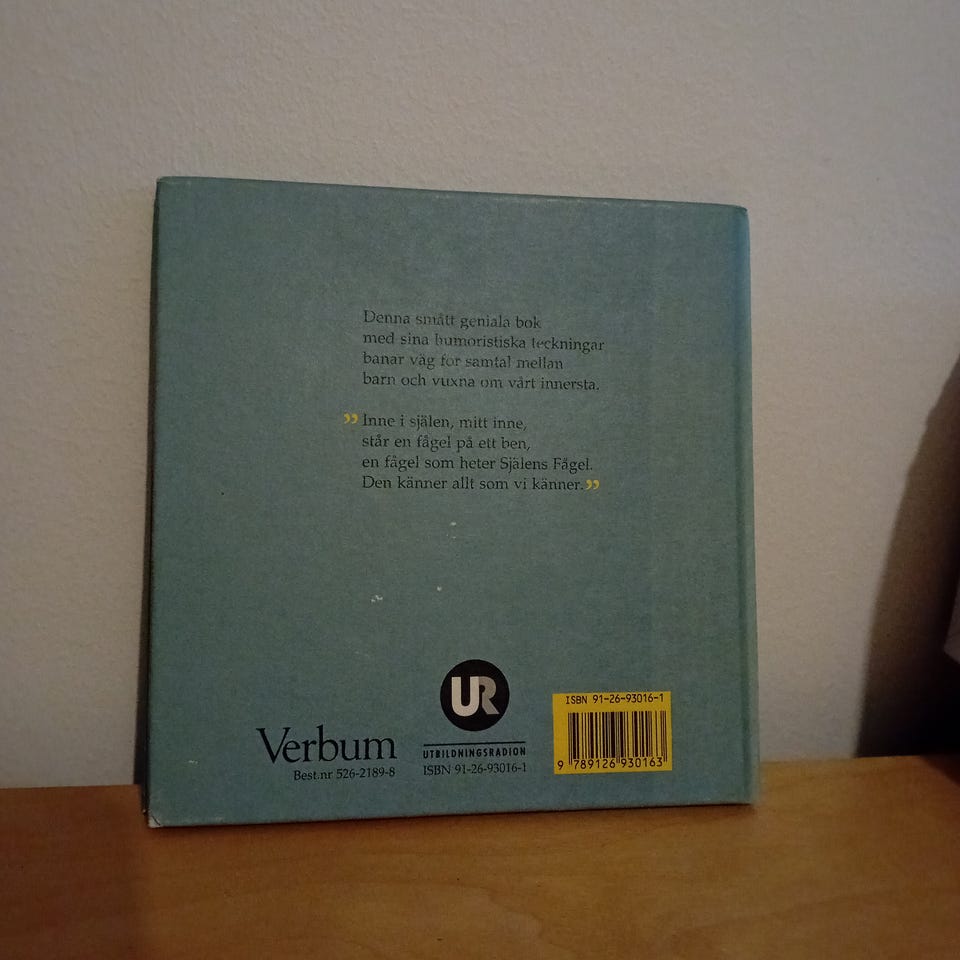 Denna smått geniala bok
med sina humoristiska teckningar
banar väg för samtal mellan
barn och vuxna om vårt innersta.
”Inne i själen, mitt inne,
står en fågel på ett ben,
en fågel som heter Själens Fågel.
Den känner allt som vi känner.”
Verbum
Best.nr 526-2189-8
UR
UTBILDNINGSRADION
ISBN 91-26-93016-1
ISBN 91-26-93016-1
9 789126 930163